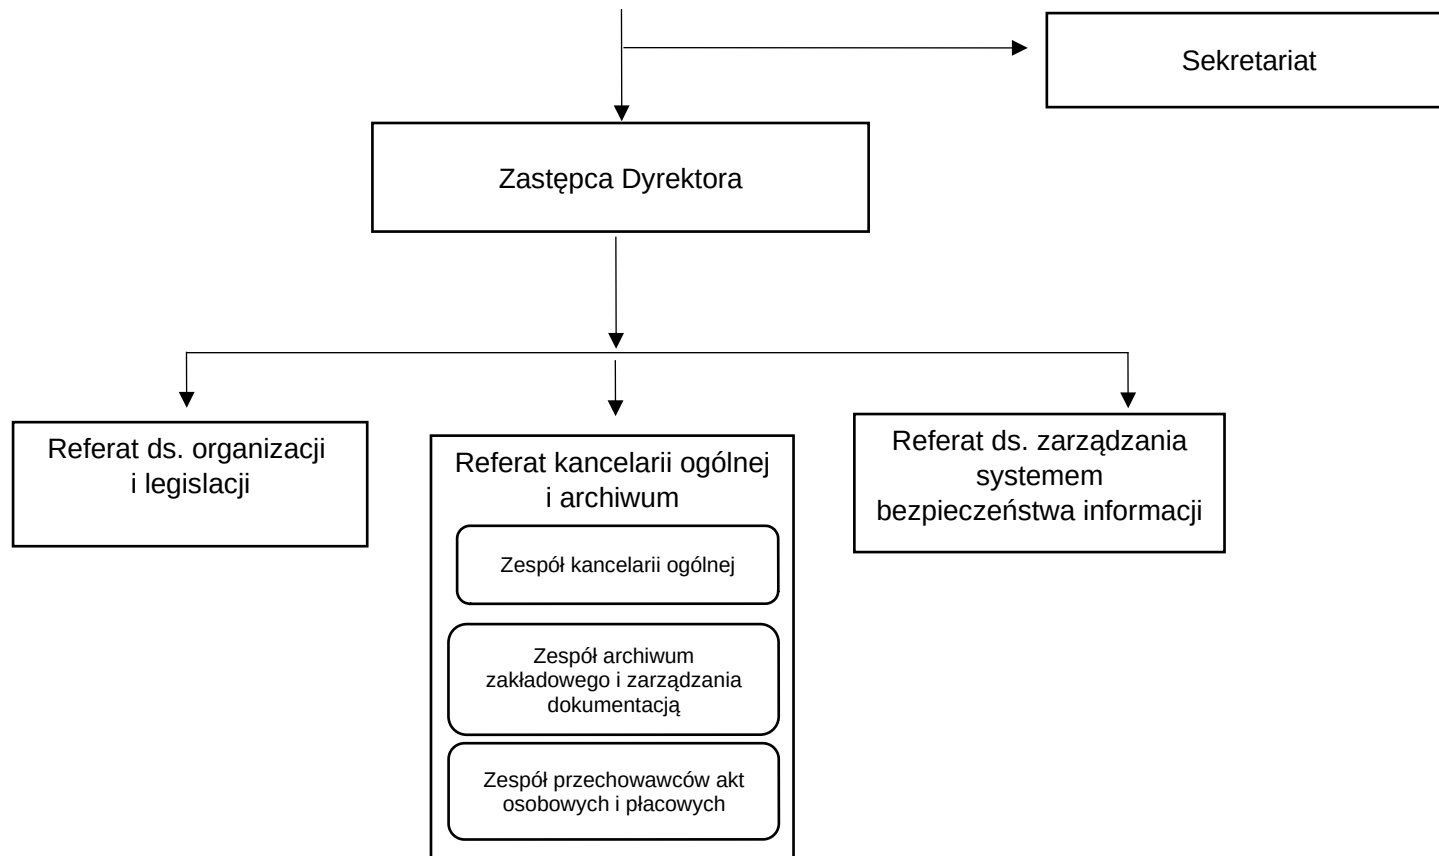 Sekretariat
Zastępca Dyrektora
Referat ds. organizacji
i legislacji
Referat kancelarii ogólnej
i archiwum
Zespół kancelarii ogólnej
Zespół archiwum
zakładowego i zarządzania
dokumentacją
Zespół przechowawców akt
osobowych i płacowych
Referat ds. zarządzania
systemem
bezpieczeństwa informacji